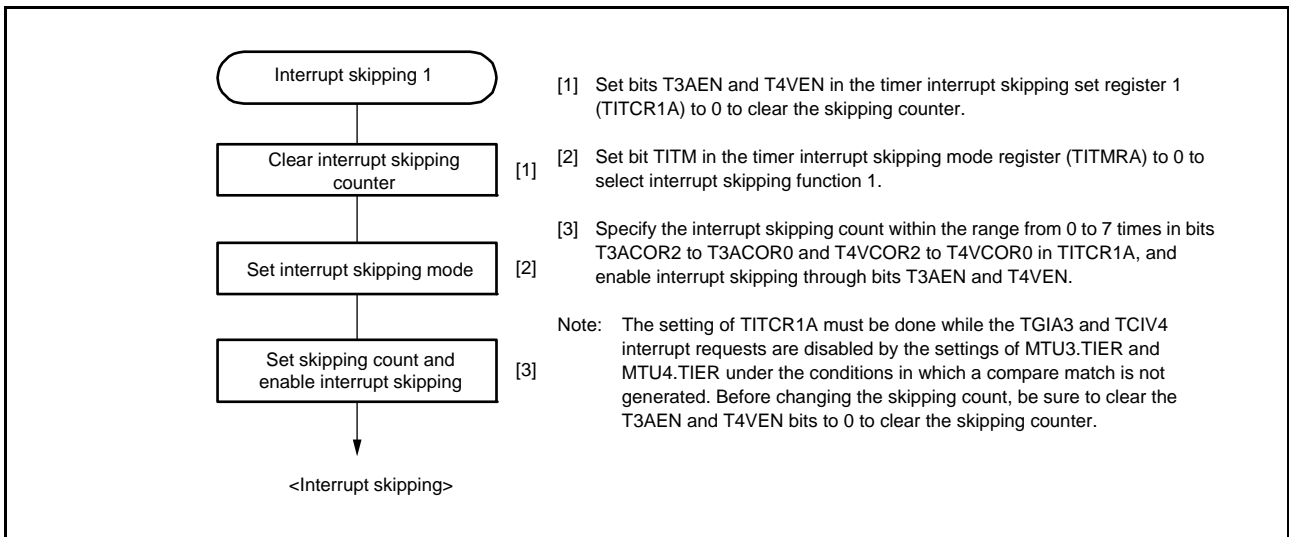 Interrupt skipping 1
Clear interrupt skipping
counter
[1]
Set interrupt skipping mode
[2]
Set skipping count and
enable interrupt skipping
[3]
<Interrupt skipping>
[1] Set bits T3AEN and T4VEN in the timer interrupt skipping set register 1
(TITCR1A) to 0 to clear the skipping counter.
[2] Set bit TITM in the timer interrupt skipping mode register (TITMRA) to 0 to
select interrupt skipping function 1.
[3] Specify the interrupt skipping count within the range from 0 to 7 times in bits
T3ACOR2 to T3ACOR0 and T4VCOR2 to T4VCOR0 in TITCR1A, and
enable interrupt skipping through bits T3AEN and T4VEN.
Note: The setting of TITCR1A must be done while the TGIA3 and TCIV4
interrupt requests are disabled by the settings of MTU3.TIER and
MTU4.TIER under the conditions in which a compare match is not
generated. Before changing the skipping count, be sure to clear the
T3AEN and T4VEN bits to 0 to clear the skipping counter.